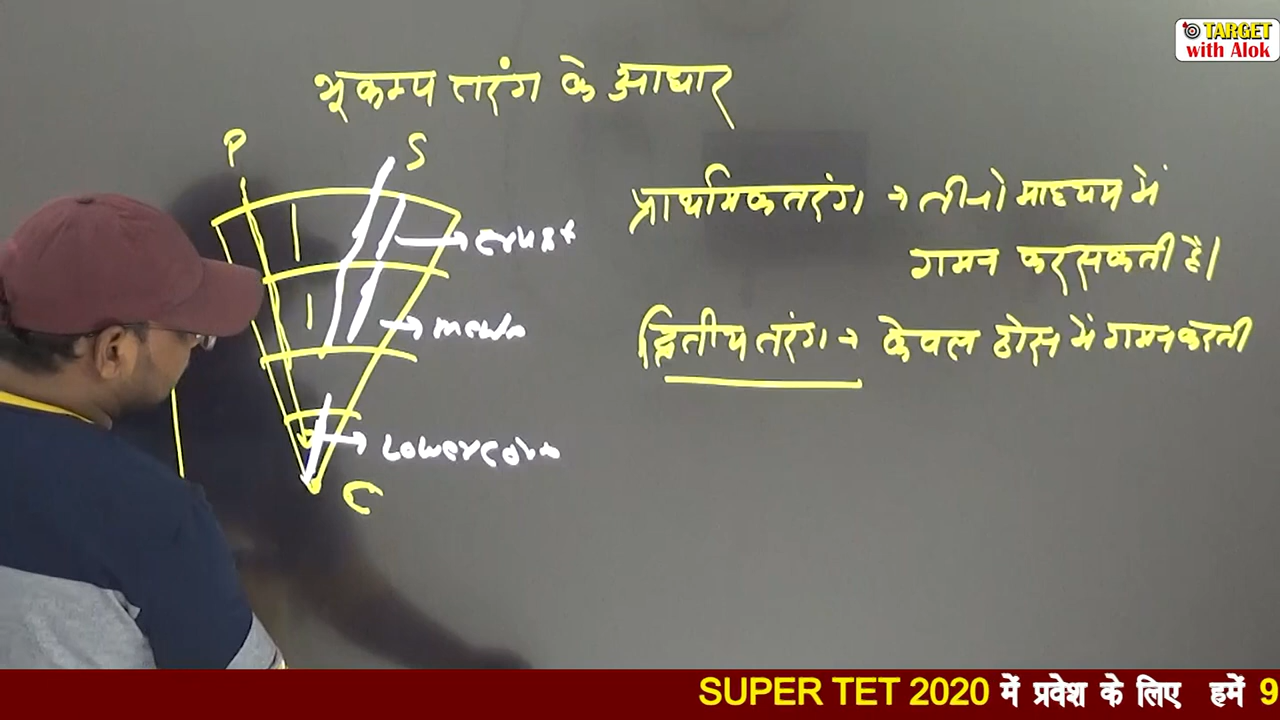 TARGET
with Alok
भूकम्प तरंग के आधार
P
S
प्राथमिक तरंग → तीनो माध्यम में
गमन कर सकती है।
crust
द्वितीय तरंग → केवल ठोस में गमन करती
Lowercore
C
SUPER TET 2020 में प्रवेश के लिए हमें 9